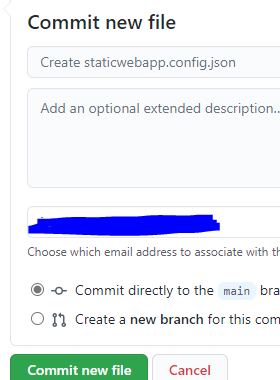 Commit new file
Create staticwebapp.config.json
Add an optional extended description...
Choose which email address to associate with th
Commit directly to the main bra
Create a new branch for this com
Commit new file Cancel